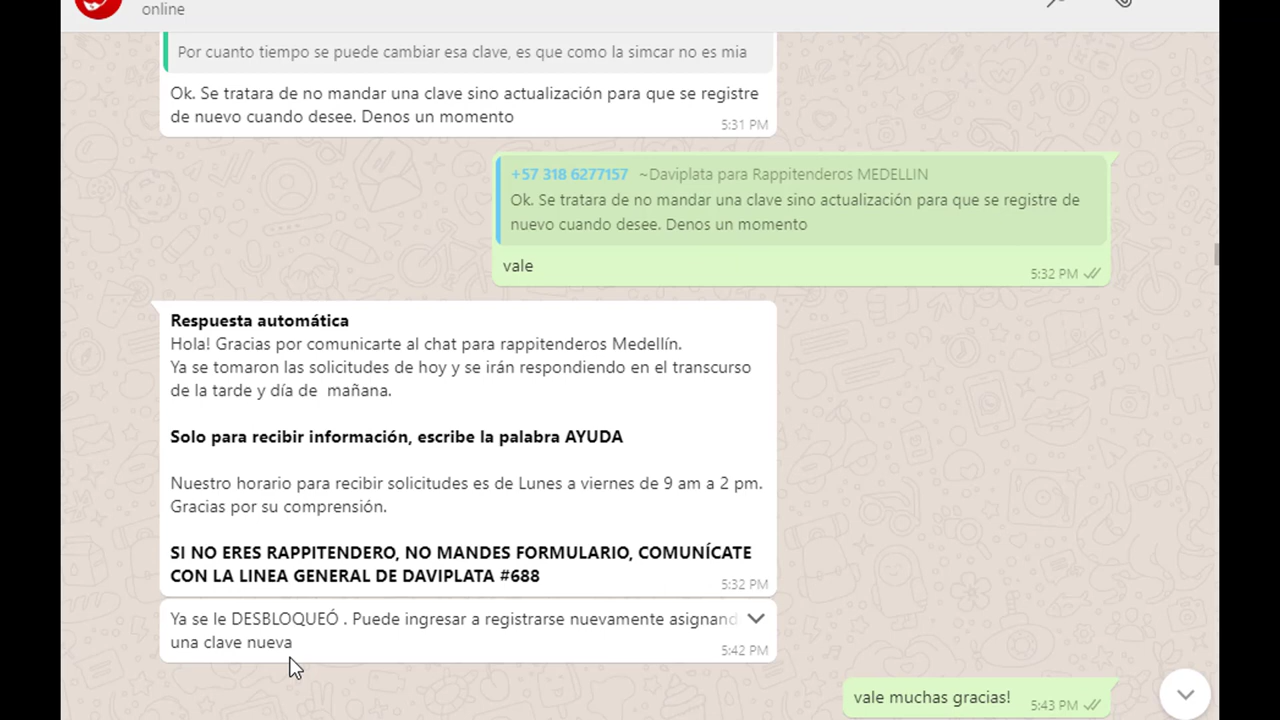 online
Por cuanto tiempo se puede cambiar esa clave, es que como la simcar no es mia
Ok. Se tratara de no mandar una clave sino actualización para que se registre
de nuevo cuando desee. Denos un momento
5:31 PM
+57 318 6277157 ~Daviplata para Rappitenderos MEDELLIN
Ok. Se tratara de no mandar una clave sino actualización para que se registre de
nuevo cuando desee. Denos un momento
vale
5:32 PM
Respuesta automática
Hola! Gracias por comunicarte al chat para rappitenderos Medellín.
Ya se tomaron las solicitudes de hoy y se irán respondiendo en el transcurso
de la tarde y día de  mañana.
Solo para recibir información, escribe la palabra AYUDA
Nuestro horario para recibir solicitudes es de Lunes a viernes de 9 am a 2 pm.
Gracias por su comprensión.
SI NO ERES RAPPITENDERO, NO MANDES FORMULARIO, COMUNÍCATE
CON LA LINEA GENERAL DE DAVIPLATA #688
5:32 PM
Ya se le DESBLOQUEÓ . Puede ingresar a registrarse nuevamente asignand
una clave nueva
5:42 PM
vale muchas gracias!
5:43 PM